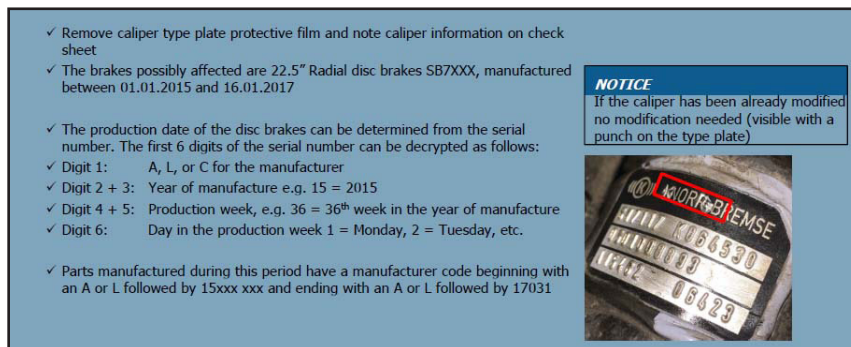 ✓ Remove caliper type plate protective film and note caliper information on check
sheet
✓ The brakes possibly affected are 22.5” Radial disc brakes SB7XXX, manufactured
between 01.01.2015 and 16.01.2017
✓ The production date of the disc brakes can be determined from the serial
number. The first 6 digits of the serial number can be decrypted as follows:
✓ Digit 1: A, L, or C for the manufacturer
✓ Digit 2 + 3: Year of manufacture e.g. 15 = 2015
✓ Digit 4 + 5: Production week, e.g. 36 = 36th week in the year of manufacture
✓ Digit 6: Day in the production week 1 = Monday, 2 = Tuesday, etc.
✓ Parts manufactured during this period have a manufacturer code beginning with
an A or L followed by 15xxx xxx and ending with an A or L followed by 17031
NOTICE
If the caliper has been already modified
no modification needed (visible with a
punch on the type plate)
KNORR-BREMSE
K064530
06423